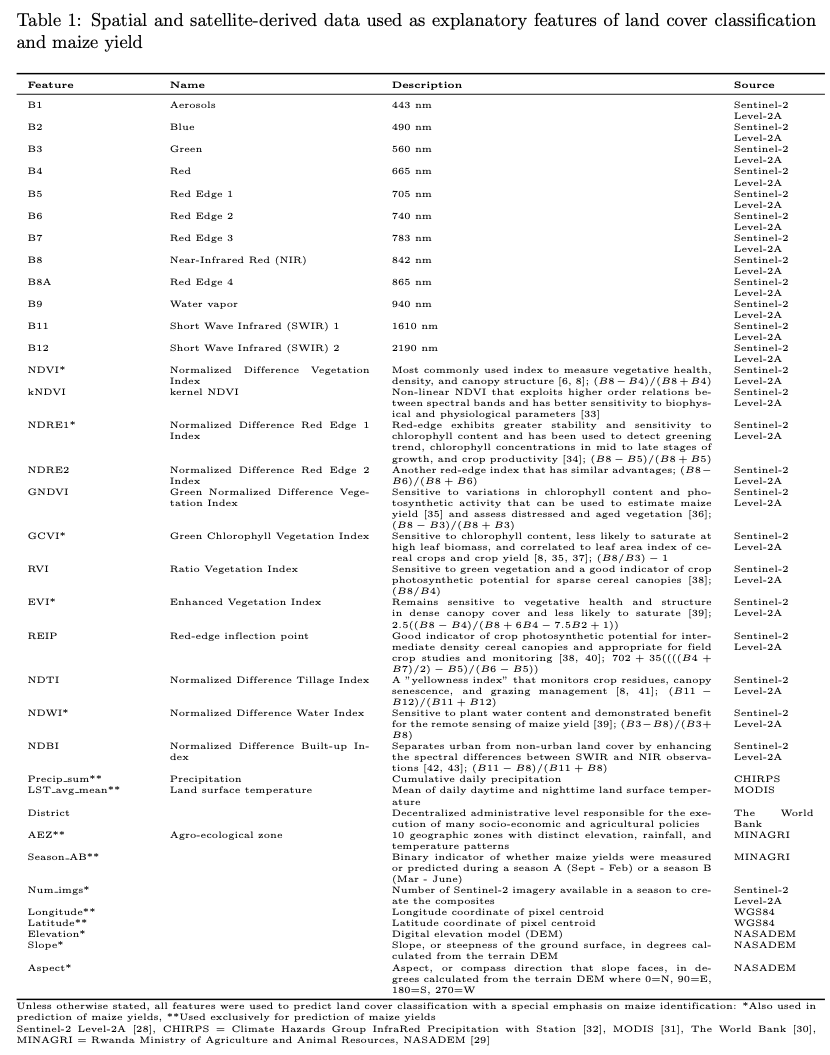 Table 1: Spatial and satellite-derived data used as explanatory features of land cover classification
and maize yield
Feature Name Description Source
B1 Aerosols 443 nm Sentinel-2
Level-2A
B2 Blue 490 nm Sentinel-2
Level-2A
B3 Green 560 nm Sentinel-2
Level-2A
B4 Red 665 nm Sentinel-2
Level-2A
B5 Red Edge 1 705 nm Sentinel-2
Level-2A
B6 Red Edge 2 740 nm Sentinel-2
Level-2A
B7 Red Edge 3 783 nm Sentinel-2
Level-2A
B8 Near-Infrared Red (NIR) 842 nm Sentinel-2
Level-2A
B8A Red Edge 4 865 nm Sentinel-2
Level-2A
B9 Water vapor 940 nm Sentinel-2
Level-2A
B11 Short Wave Infrared (SWIR) 1 1610 nm Sentinel-2
Level-2A
B12 Short Wave Infrared (SWIR) 2 2190 nm Sentinel-2
Level-2A
NDVI* Normalized Difference Vegetation Most commonly used index to measure vegetative health, Sentinel-2
Index density, and canopy structure [6, 8]; (B8 − B4)/(B8 + B4) Level-2A
kNDVI kernel NDVI Non-linear NDVI that exploits higher order relations be- Sentinel-2
tween spectral bands and has better sensitivity to biophys- Level-2A
ical and physiological parameters [33]
NDRE1* Normalized Difference Red Edge 1 Red-edge exhibits greater stability and sensitivity to Sentinel-2
Index chlorophyll content and has been used to detect greening Level-2A
trend, chlorophyll concentrations in mid to late stages of
growth, and crop productivity [34]; (B8 − B5)/(B8 + B5)
NDRE2 Normalized Difference Red Edge 2 Another red-edge index that has similar advantages; (B8− Sentinel-2
Index B6)/(B8 + B6) Level-2A
GNDVI Green Normalized Difference Vege- Sensitive to variations in chlorophyll content and pho- Sentinel-2
tation Index tosynthetic activity that can be used to estimate maize Level-2A
yield [35] and assess distressed and aged vegetation [36];
(B8 − B3)/(B8 + B3)
GCVI* Green Chlorophyll Vegetation Index Sensitive to chlorophyll content, less likely to saturate at Sentinel-2
high leaf biomass, and correlated to leaf area index of ce- Level-2A
real crops and crop yield [8, 35, 37]; (B8/B3) − 1
RVI Ratio Vegetation Index Sensitive to green vegetation and a good indicator of crop Sentinel-2
photosynthetic potential for sparse cereal canopies [38]; Level-2A
(B8/B4)
EVI* Enhanced Vegetation Index Remains sensitive to vegetative health and structure Sentinel-2
in dense canopy cover and less likely to saturate [39]; Level-2A
2.5((B8 − B4)/(B8 + 6B4 − 7.5B2 + 1))
REIP Red-edge inflection point Good indicator of crop photosynthetic potential for inter- Sentinel-2
mediate density cereal canopies and appropriate for field Level-2A
crop studies and monitoring [38, 40]; 702 + 35((((B4 +
B7)/2) − B5)/(B6 − B5))
NDTI Normalized Difference Tillage Index A ”yellowness index” that monitors crop residues, canopy Sentinel-2
senescence, and grazing management [8, 41]; (B11 − Level-2A
B12)/(B11 + B12)
NDWI* Normalized Difference Water Index Sensitive to plant water content and demonstrated benefit Sentinel-2
for the remote sensing of maize yield [39]; (B3−B8)/(B3+ Level-2A
B8)
NDBI Normalized Difference Built-up In- Separates urban from non-urban land cover by enhancing Sentinel-2
dex the spectral differences between SWIR and NIR observa- Level-2A
tions [42, 43]; (B11 − B8)/(B11 + B8)
Precip_sum** Precipitation Cumulative daily precipitation CHIRPS
LST_avg_mean** Land surface temperature Mean of daily daytime and nighttime land surface temper- MODIS
ature
District Decentralized administrative level responsible for the exe- The World
cution of many socio-economic and agricultural policies Bank
AEZ** Agro-ecological zone 10 geographic zones with distinct elevation, rainfall, and MINAGRI
temperature patterns
Season_AB** Binary indicator of whether maize yields were measured MINAGRI
or predicted during a season A (Sept - Feb) or a season B
(Mar - June)
Num_imgs* Number of Sentinel-2 imagery available in a season to cre- Sentinel-2
ate the composites Level-2A
Longitude** Longitude coordinate of pixel centroid WGS84
Latitude** Latitude coordinate of pixel centroid WGS84
Elevation* Digital elevation model (DEM) NASADEM
Slope* Slope, or steepness of the ground surface, in degrees cal- NASADEM
culated from the terrain DEM
Aspect* Aspect, or compass direction that slope faces, in de- NASADEM
grees calculated from the terrain DEM where 0=N, 90=E,
180=S, 270=W
Unless otherwise stated, all features were used to predict land cover classification with a special emphasis on maize identification: *Also used in
prediction of maize yields, **Used exclusively for prediction of maize yields
Sentinel-2 Level-2A [28], CHIRPS = Climate Hazards Group InfraRed Precipitation with Station [32], MODIS [31], The World Bank [30],
MINAGRI = Rwanda Ministry of Agriculture and Animal Resources, NASADEM [29]